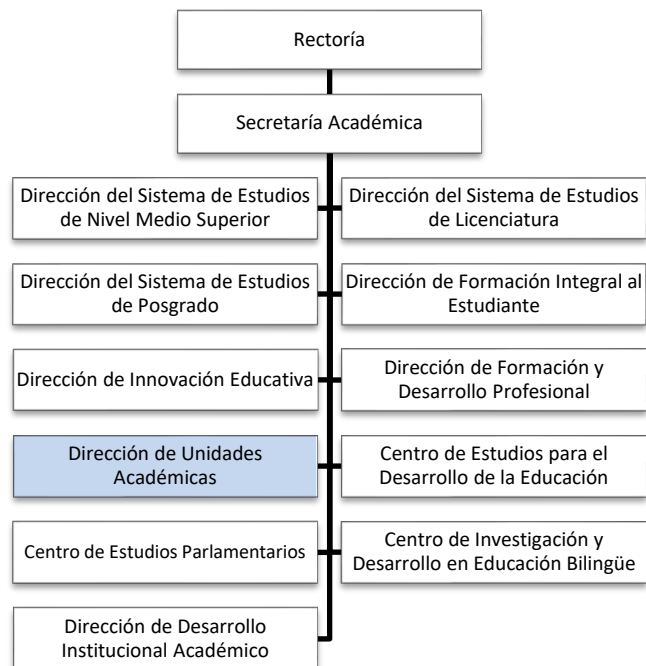 Rectoría
Secretaría Académica
Dirección del Sistema de Estudios
de Nivel Medio Superior
Dirección del Sistema de Estudios
de Licenciatura
Dirección del Sistema de Estudios
de Posgrado
Dirección de Formación Integral al
Estudiante
Dirección de Innovación Educativa
Dirección de Formación y
Desarrollo Profesional
Dirección de Unidades
Académicas
Centro de Estudios para el
Desarrollo de la Educación
Centro de Estudios Parlamentarios
Centro de Investigación y
Desarrollo en Educación Bilingüe
Dirección de Desarrollo
Institucional Académico